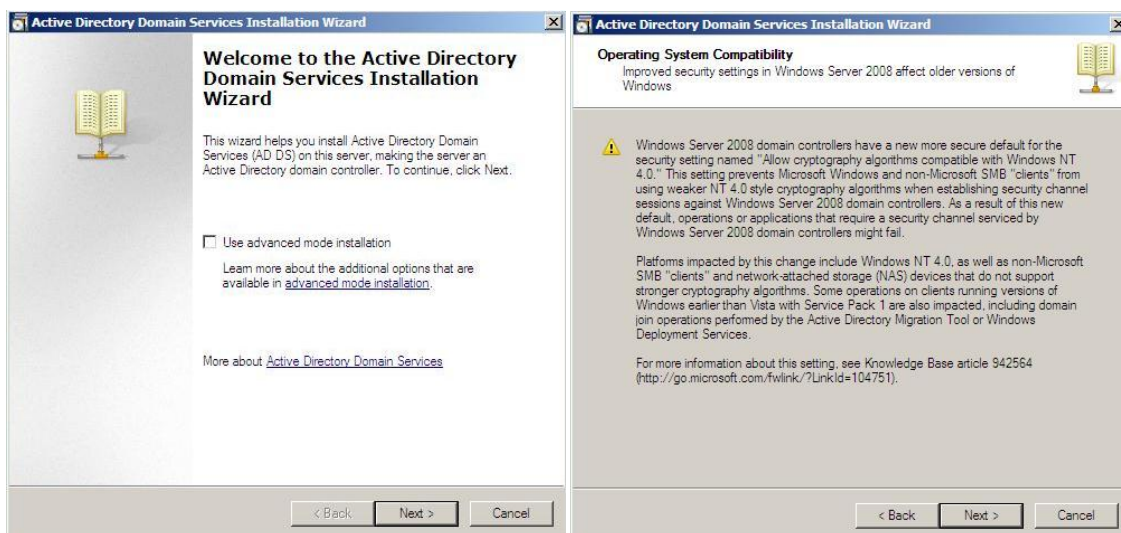 Active Directory Domain Services Installation Wizard
Welcome to the Active Directory
Domain Services Installation
Wizard
This wizard helps you install Active Directory Domain
Services (AD DS) on this server, making the server an
Active Directory domain controller. To continue, click Next.
Use advanced mode installation
Learn more about the additional options that are
available in advanced mode installation.
More about Active Directory Domain Services
< Back
Next >
Cancel
Active Directory Domain Services Installation Wizard
Operating System Compatibility
Improved security settings in Windows Server 2008 affect older versions of
Windows
Windows Server 2008 domain controllers have a new more secure default for the
security setting named "Allow cryptography algorithms compatible with Windows NT
4.0." This setting prevents Microsoft Windows and non-Microsoft SMB "clients" from
using weaker NT 4.0 style cryptography algorithms when establishing security channel
sessions against Windows Server 2008 domain controllers. As a result of this new
default, operations or applications that require a security channel serviced by
Windows Server 2008 domain controllers might fail.
Platforms impacted by this change include Windows NT 4.0, as well as non-Microsoft
SMB "clients" and network-attached storage (NAS) devices that do not support
stronger cryptography algorithms. Some operations on clients running versions of
Windows earlier than Vista with Service Pack 1 are also impacted, including domain
join operations performed by the Active Directory Migration Tool or Windows
Deployment Services.
For more information about this setting, see Knowledge Base article 942564
(http://go.microsoft.com/fwlink/?LinkId=104751).
< Back
Next >
Cancel